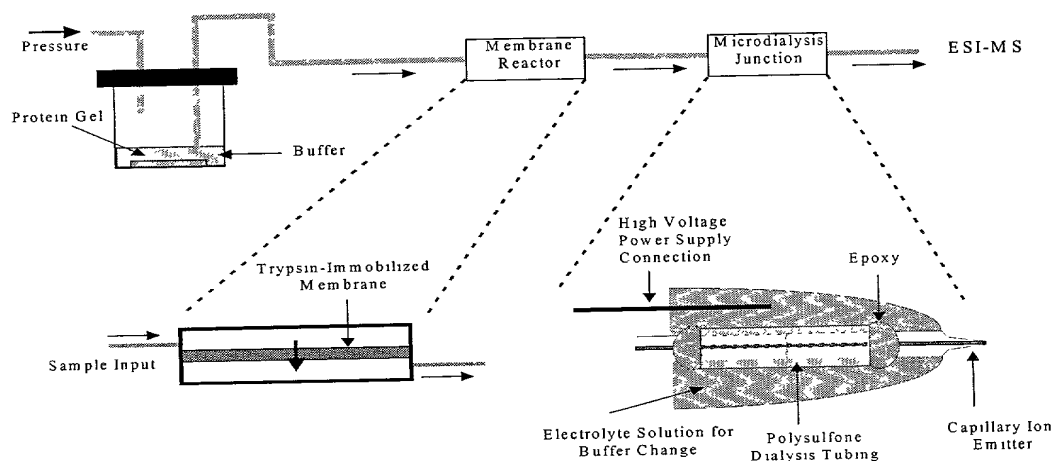 Pressure
Protein Gel
Buffer
Membrane
Reactor
Microdialysis
Junction
ESI-MS
Trypsin-Immobilized
Membrane
Sample Input
High Voltage
Power Supply
Connection
Epoxy
Electrolyte Solution for
Buffer Change
Polysulfone
Dialysis Tubing
Capillary Ion
Emitter